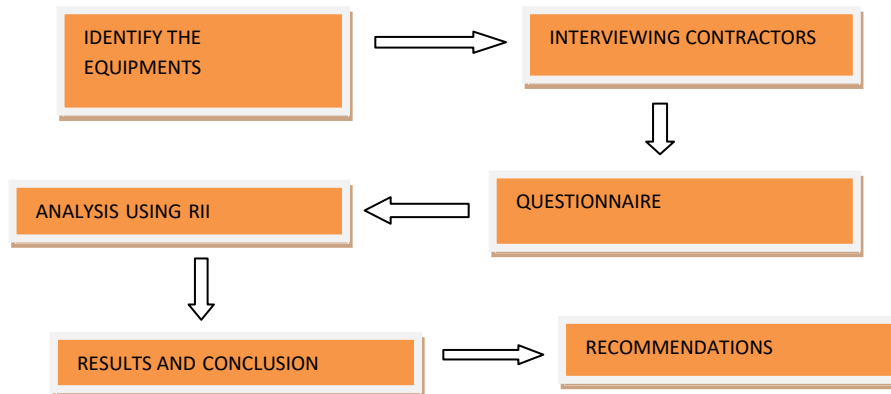 IDENTIFY THE
EQUIPMENTS
INTERVIEWING CONTRACTORS
QUESTIONNAIRE
ANALYSIS USING RII
RESULTS AND CONCLUSION
RECOMMENDATIONS